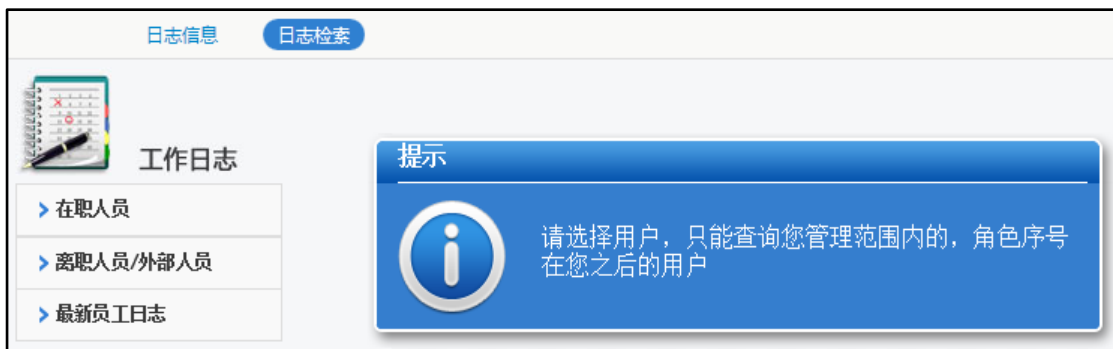 日志信息
日志检索
工作日志
在职人员
离职人员/外部人员
最新员工日志
提示
请选择用户，只能查询您管理范围内的，角色序号
在您之后的用户